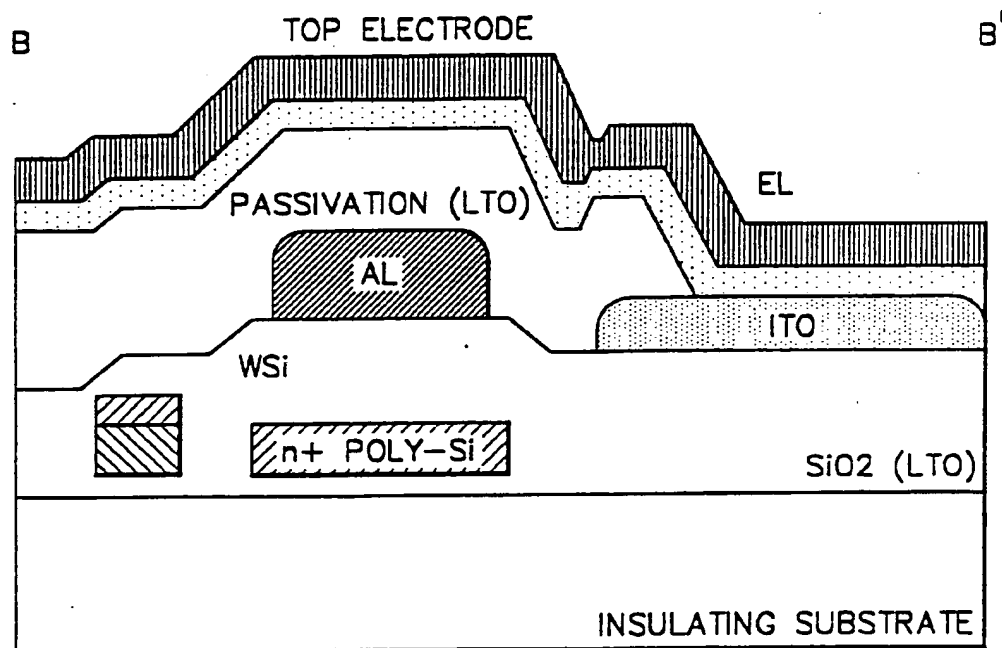 B
TOP ELECTRODE
B'
EL
PASSIVATION (LTO)
AL
ITO
WSi
n+ POLY-Si
SiO2 (LTO)
INSULATING SUBSTRATE